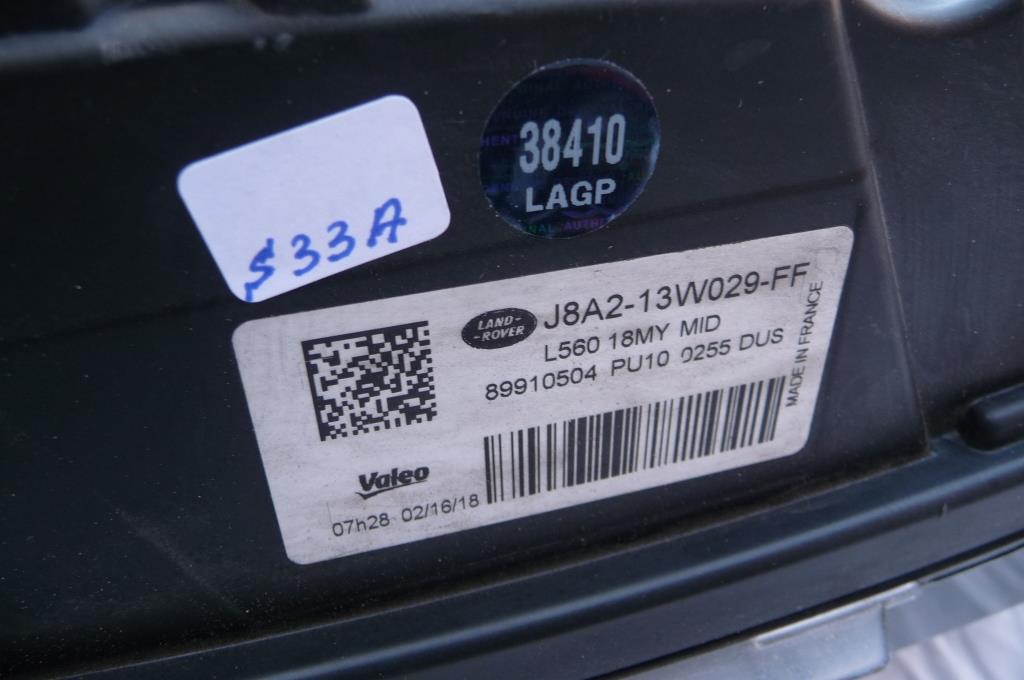 $33A
38410
LAGP
LAND-
-ROVER
J8A2-13W029-FF
L560 18MY MID
89910504 PU10 0255 DUS
MADE IN FRANCE
Valeo
07h28 02/16/18